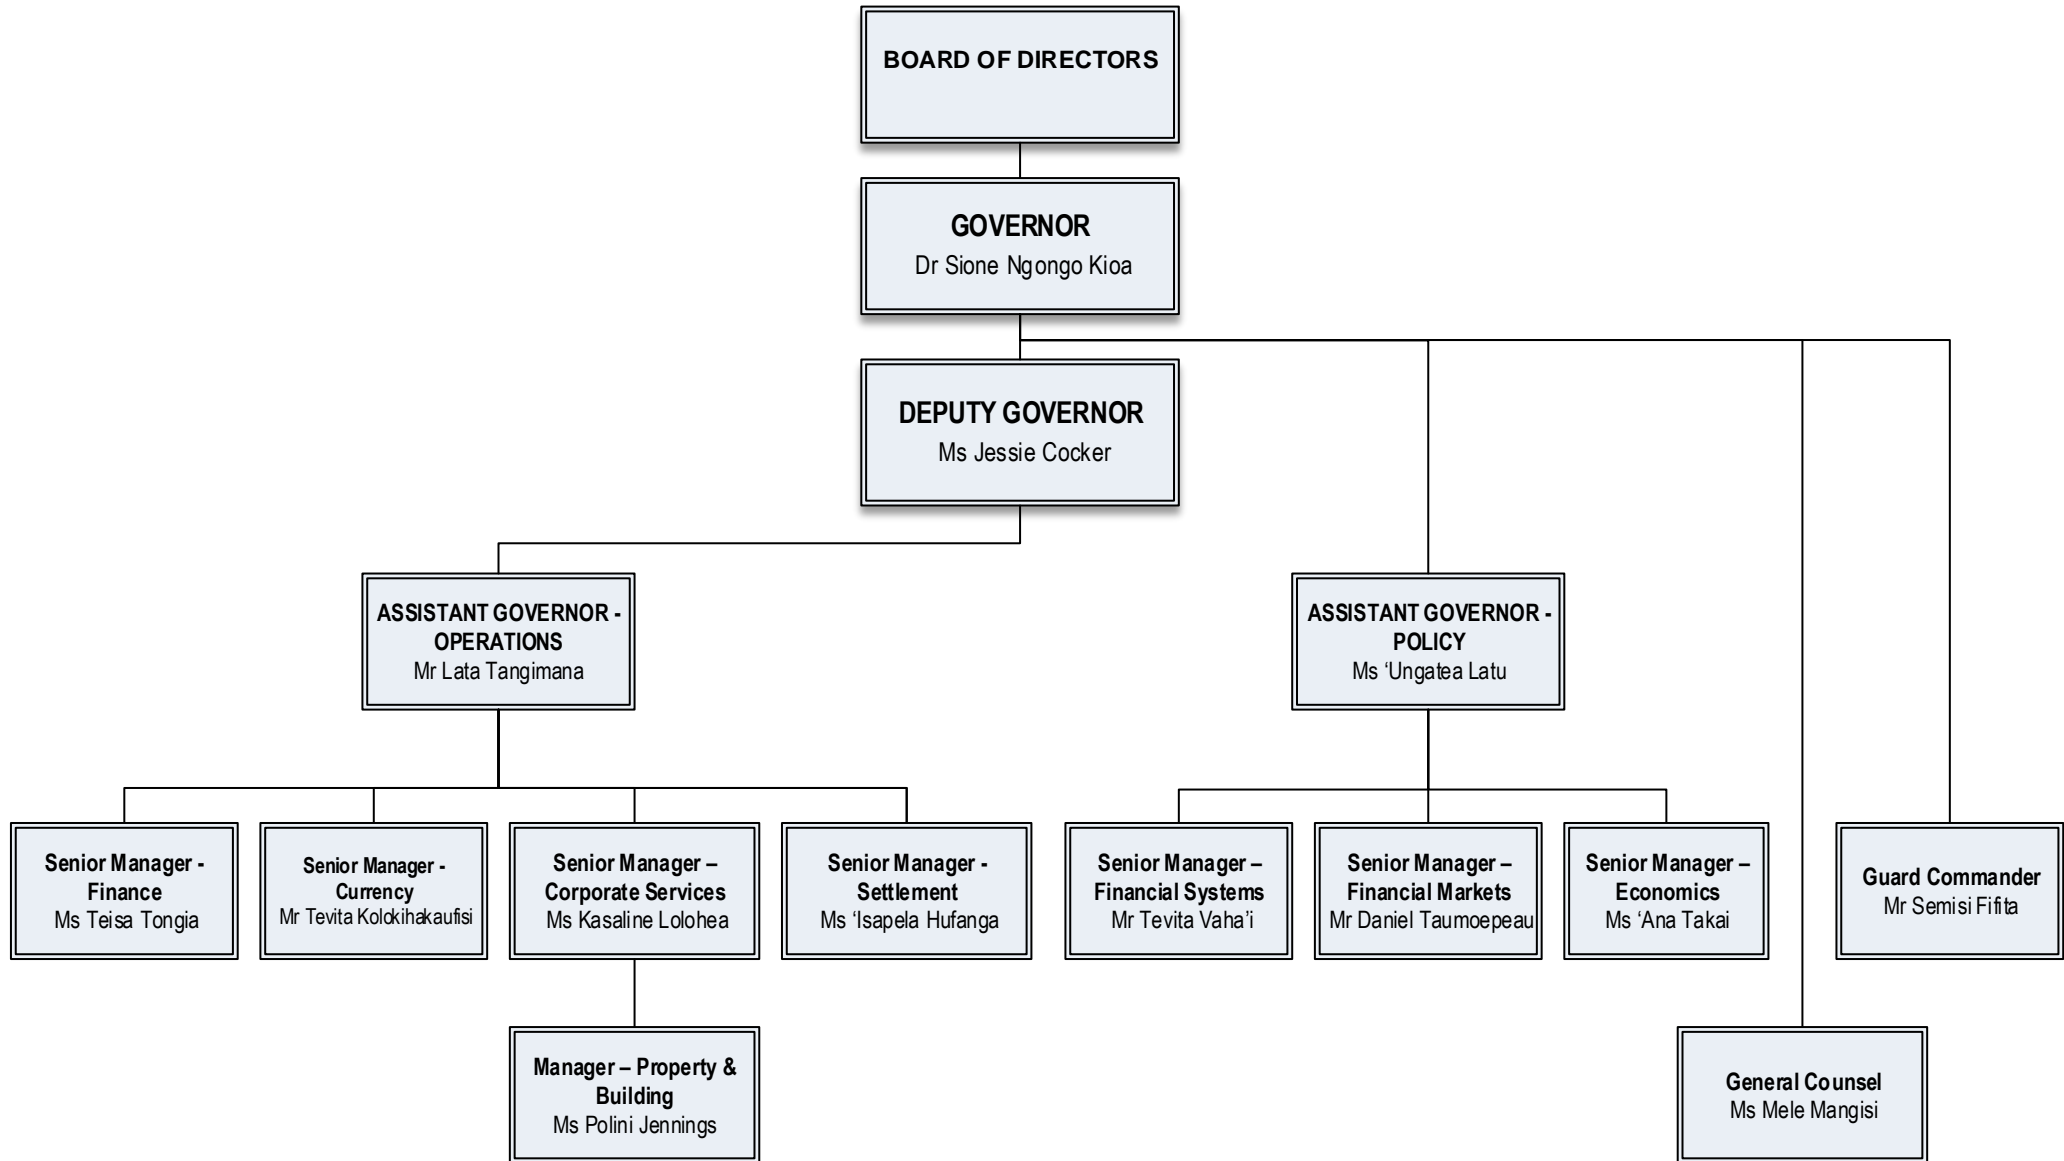 BOARD OF DIRECTORS
GOVERNOR
Dr Sione Ngongo Kioa
DEPUTY GOVERNOR
Ms Jessie Cocker
ASSISTANT GOVERNOR -
OPERATIONS
Mr Lata Tangimana
ASSISTANT GOVERNOR -
POLICY
Ms ‘Ungatea Latu
Senior Manager -
Finance
Ms Teisa Tongia
Senior Manager -
Currency
Mr Tevita Kolokihakaufisi
Senior Manager –
Corporate Services
Ms Kasaline Lolohea
Senior Manager -
Settlement
Ms ‘Isapela Hufanga
Senior Manager –
Financial Systems
Mr Tevita Vaha’i
Senior Manager –
Financial Markets
Mr Daniel Taumoepeau
Senior Manager –
Economics
Ms ‘Ana Takai
Guard Commander
Mr Semisi Fifita
Manager – Property &
Building
Ms Polini Jennings
General Counsel
Ms Mele Mangisi